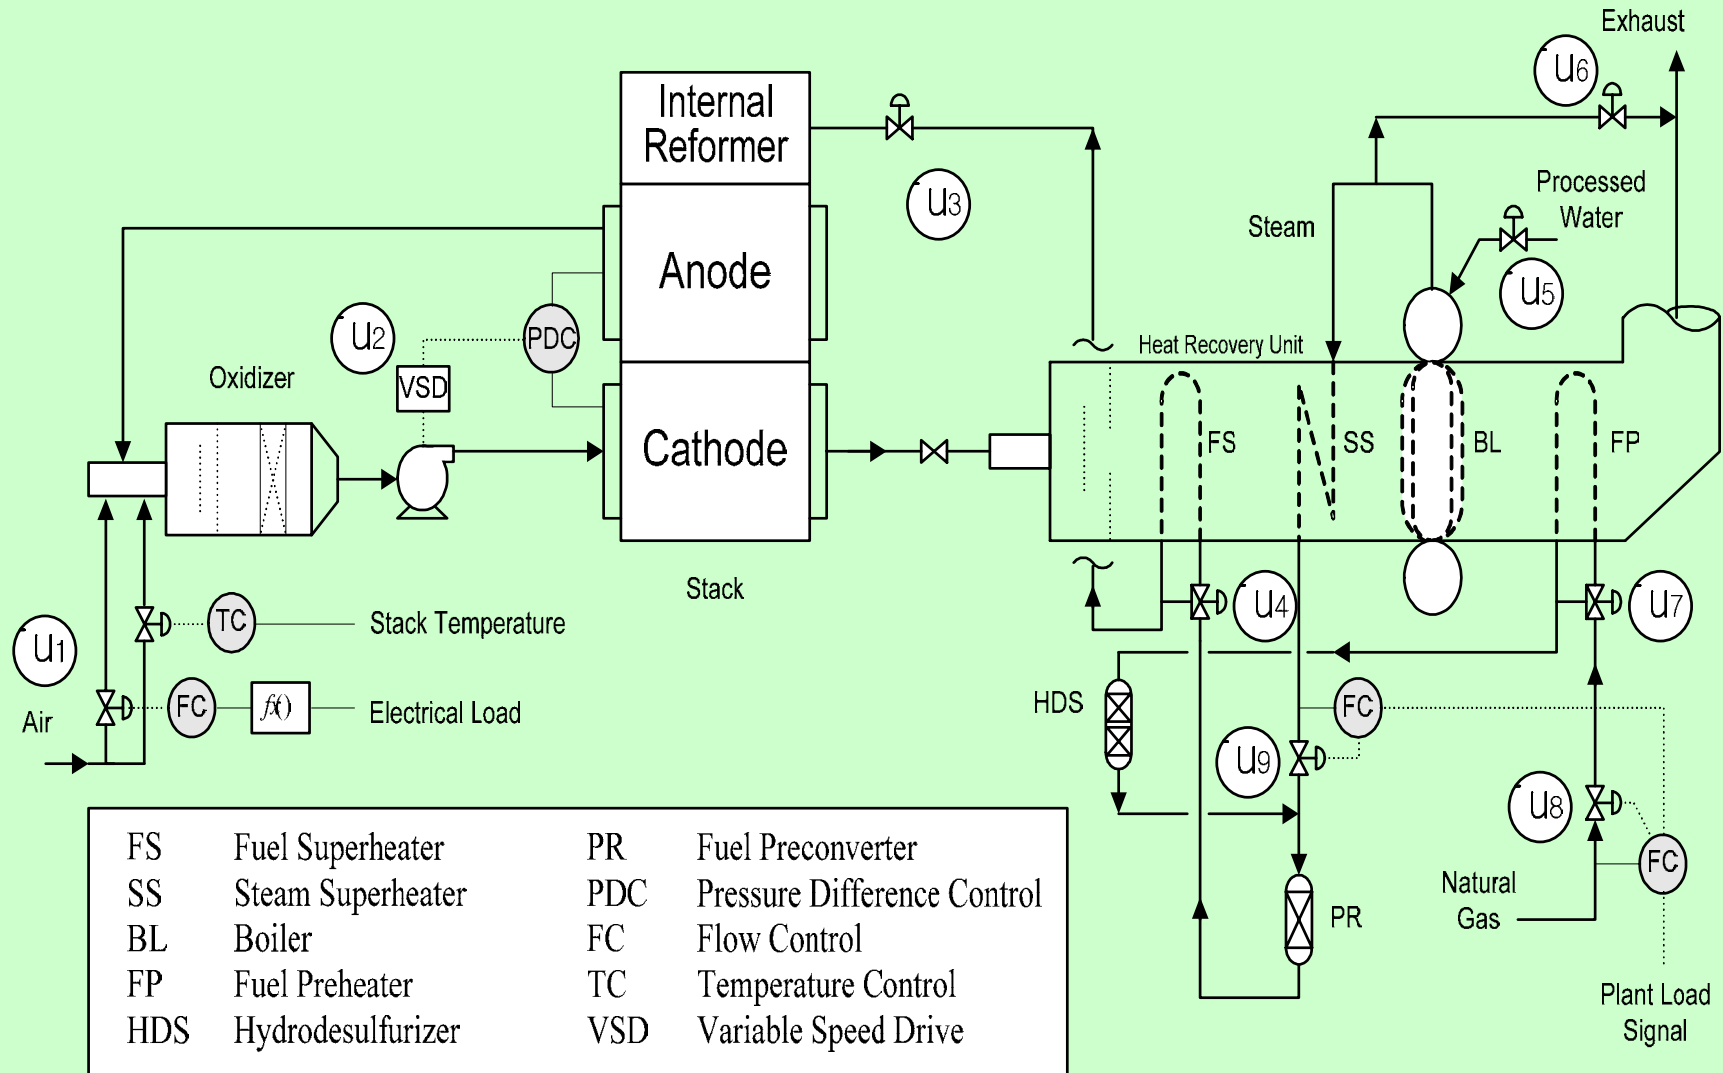 Exhaust
u6
Internal
Reformer
u3
Processed
Water
Steam
u5
Anode
u2
PDC
Heat Recovery Unit
VSD
Oxidizer
Cathode
FS
SS
BL
FP
Stack
u4
u7
TC
Stack Temperature
u1
HDS
FC
FC
f()
Electrical Load
Air
u9
u8
FC
Natural
Gas
PR
Plant Load
Signal
FS Fuel Superheater PR Fuel Preconverter
SS Steam Superheater PDC Pressure Difference Control
BL Boiler FC Flow Control
FP Fuel Preheater TC Temperature Control
HDS Hydrodesulfurizer VSD Variable Speed Drive